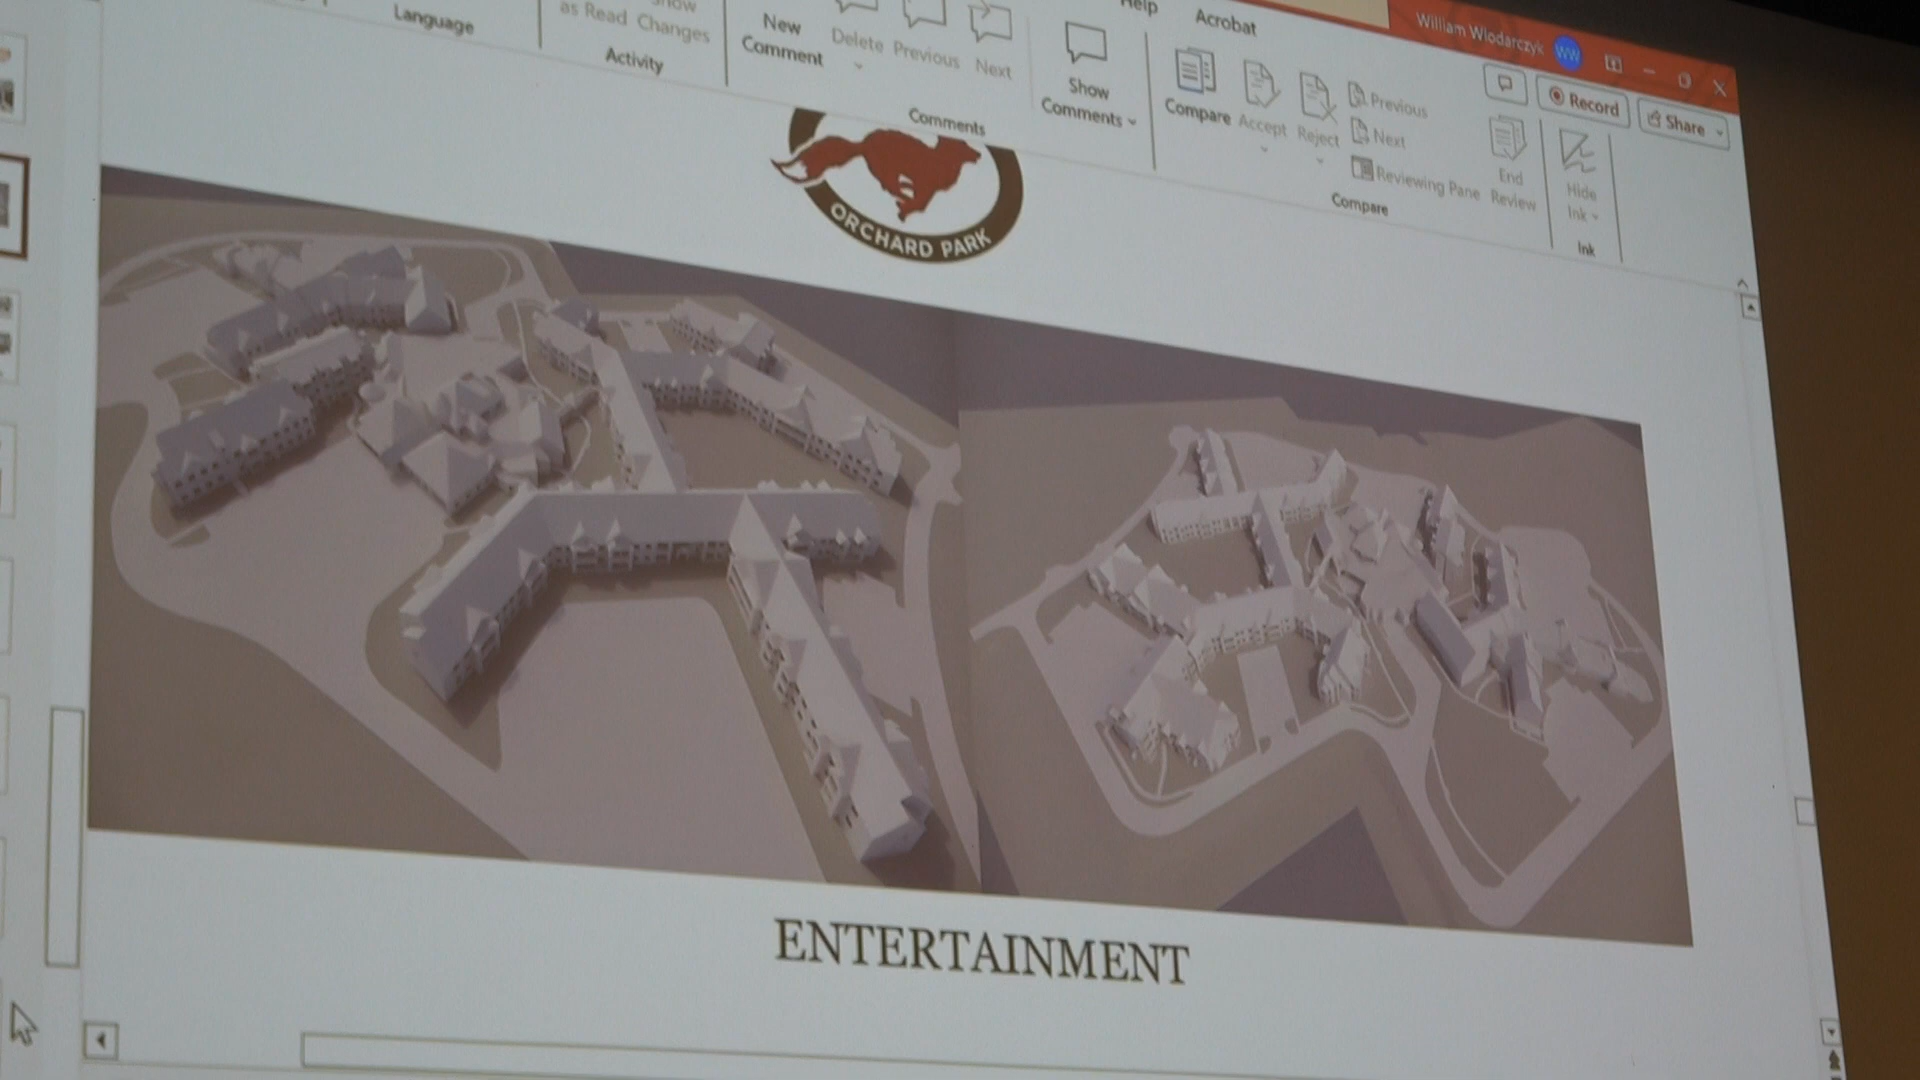 Help
Acrobat
William Wlodarczyk
WW
Language
as Read
Changes
Activity
New
Comment
Delete
Previous
Next
Comments
Show
Comments
Compare
Accept
Reject
Previous
Next
Reviewing Pane
Compare
End
Review
Record
Share
Hide
Ink
Ink
ORCHARD PARK
ENTERTAINMENT